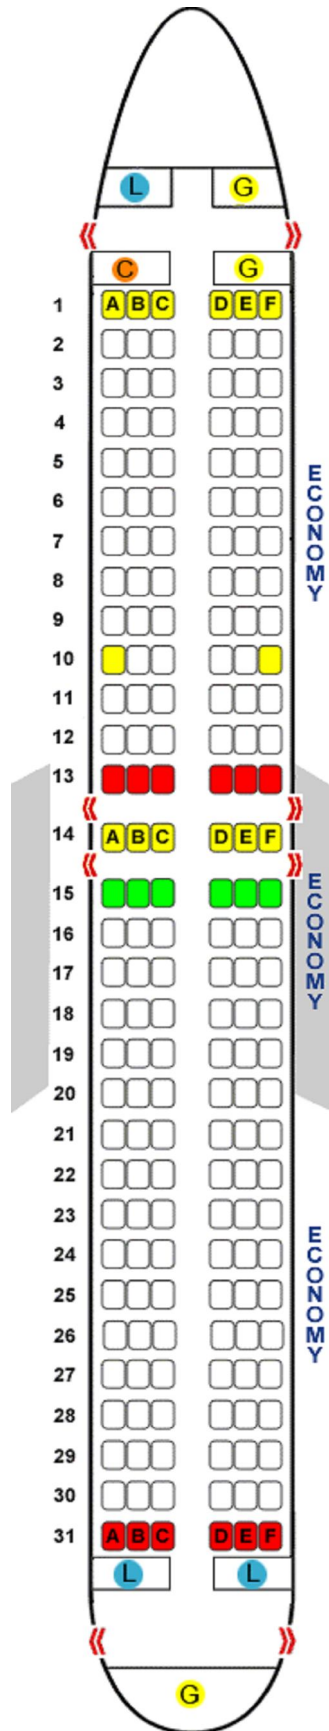 L G
C G
1 A B C D E F
2
3
4
5
6
7
8
9
10
11
12
13
14 A B C D E F
15
16
17
18
19
20
21
22
23
24
25
26
27
28
29
30
31 A B C D E F
L L
G
ECONOMY
ECONOMY
ECONOMY